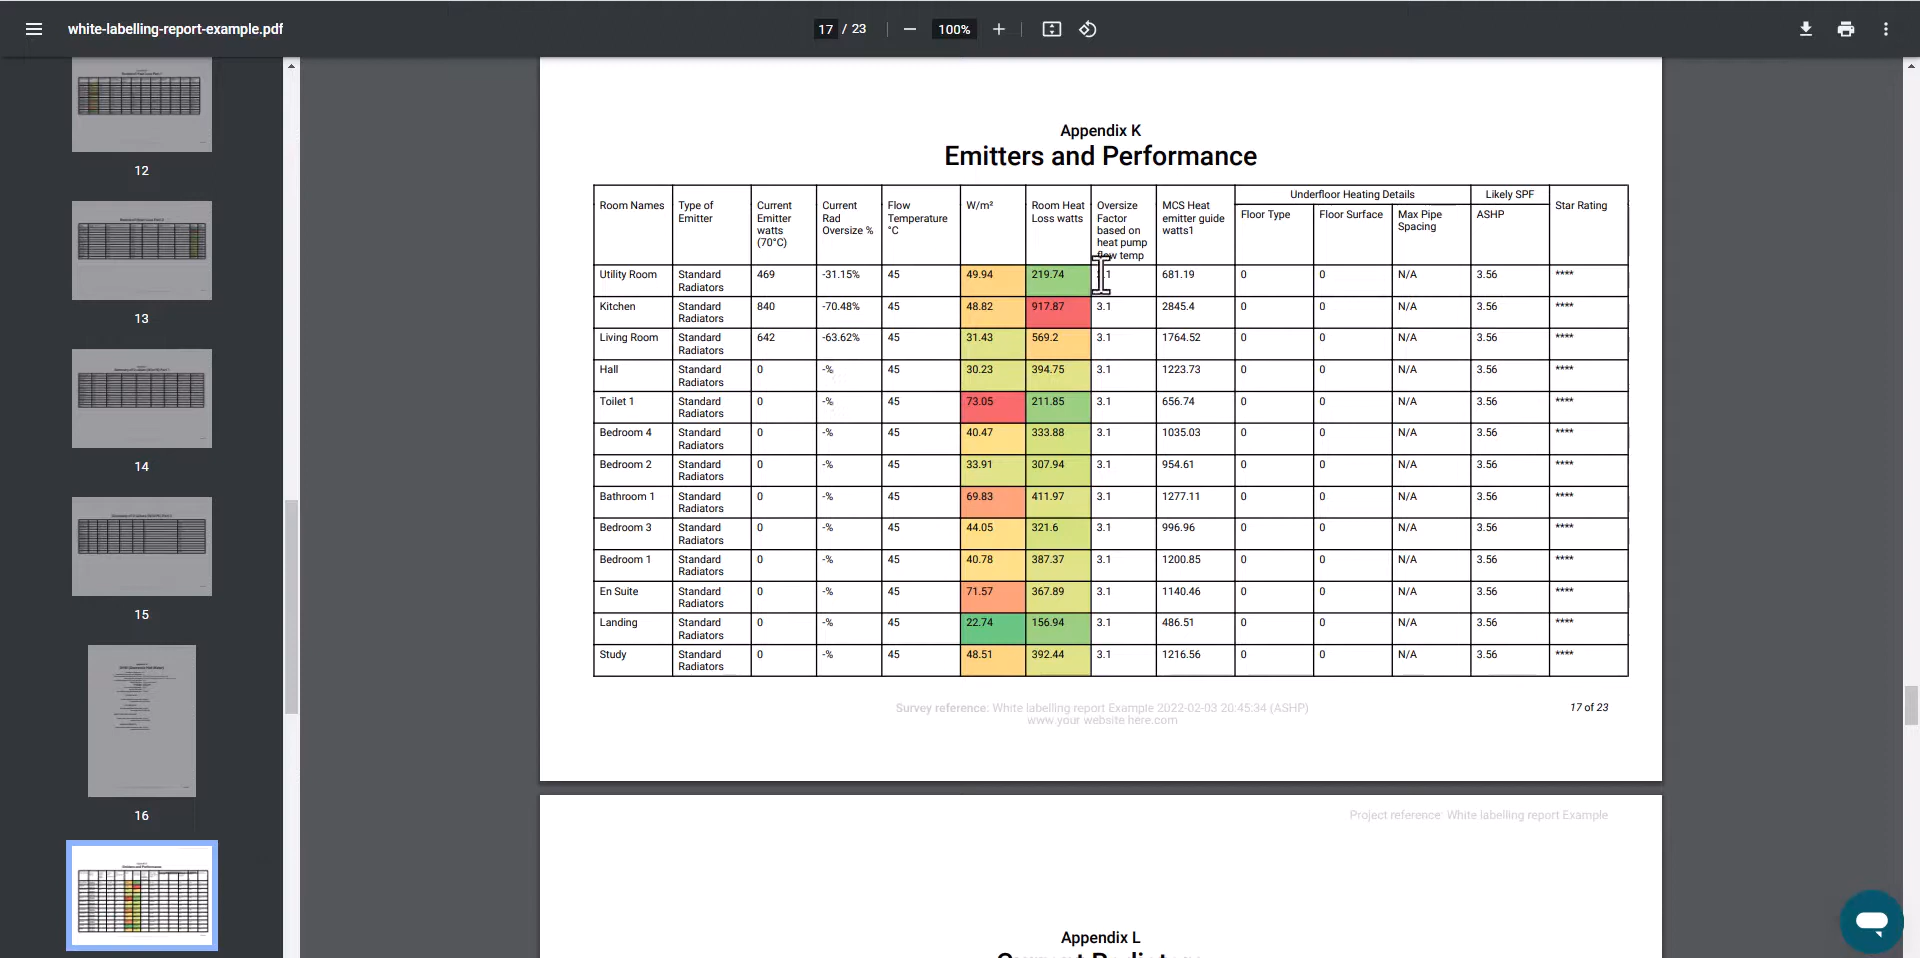 white-labelling-report-example.pdf
17 / 23
100%
12
13
14
15
16
Appendix K
Emitters and Performance
Room Names Type of Emitter Current Emitter watts (70°C) Current Rad Oversize % Flow Temperature °C W/m² Room Heat Loss watts Oversize Factor based on heat pump flow temp MCS Heat emitter guide watts1 Underfloor Heating Details Floor Type Floor Surface Max Pipe Spacing Likely SPF ASHP Star Rating
Utility Room Standard Radiators 469 -31.15% 45 49.94 219.74 .1 681.19 0 0 N/A 3.56 ****
Kitchen Standard Radiators 840 -70.48% 45 48.82 917.87 3.1 2845.4 0 0 N/A 3.56 ****
Living Room Standard Radiators 642 -63.62% 45 31.43 569.2 3.1 1764.52 0 0 N/A 3.56 ****
Hall Standard Radiators 0 -% 45 30.23 394.75 3.1 1223.73 0 0 N/A 3.56 ****
Toilet 1 Standard Radiators 0 -% 45 73.05 211.85 3.1 656.74 0 0 N/A 3.56 ****
Bedroom 4 Standard Radiators 0 -% 45 40.47 333.88 3.1 1035.03 0 0 N/A 3.56 ****
Bedroom 2 Standard Radiators 0 -% 45 33.91 307.94 3.1 954.61 0 0 N/A 3.56 ****
Bathroom 1 Standard Radiators 0 -% 45 69.83 411.97 3.1 1277.11 0 0 N/A 3.56 ****
Bedroom 3 Standard Radiators 0 -% 45 44.05 321.6 3.1 996.96 0 0 N/A 3.56 ****
Bedroom 1 Standard Radiators 0 -% 45 40.78 387.37 3.1 1200.85 0 0 N/A 3.56 ****
En Suite Standard Radiators 0 -% 45 71.57 367.89 3.1 1140.46 0 0 N/A 3.56 ****
Landing Standard Radiators 0 -% 45 22.74 156.94 3.1 486.51 0 0 N/A 3.56 ****
Study Standard Radiators 0 -% 45 48.51 392.44 3.1 1216.56 0 0 N/A 3.56 ****
Survey reference: White labelling report Example 2022-02-03 20:45:34 (ASHP)
www.your website here.com
17 of 23
Project reference: White labelling report Example
Appendix L